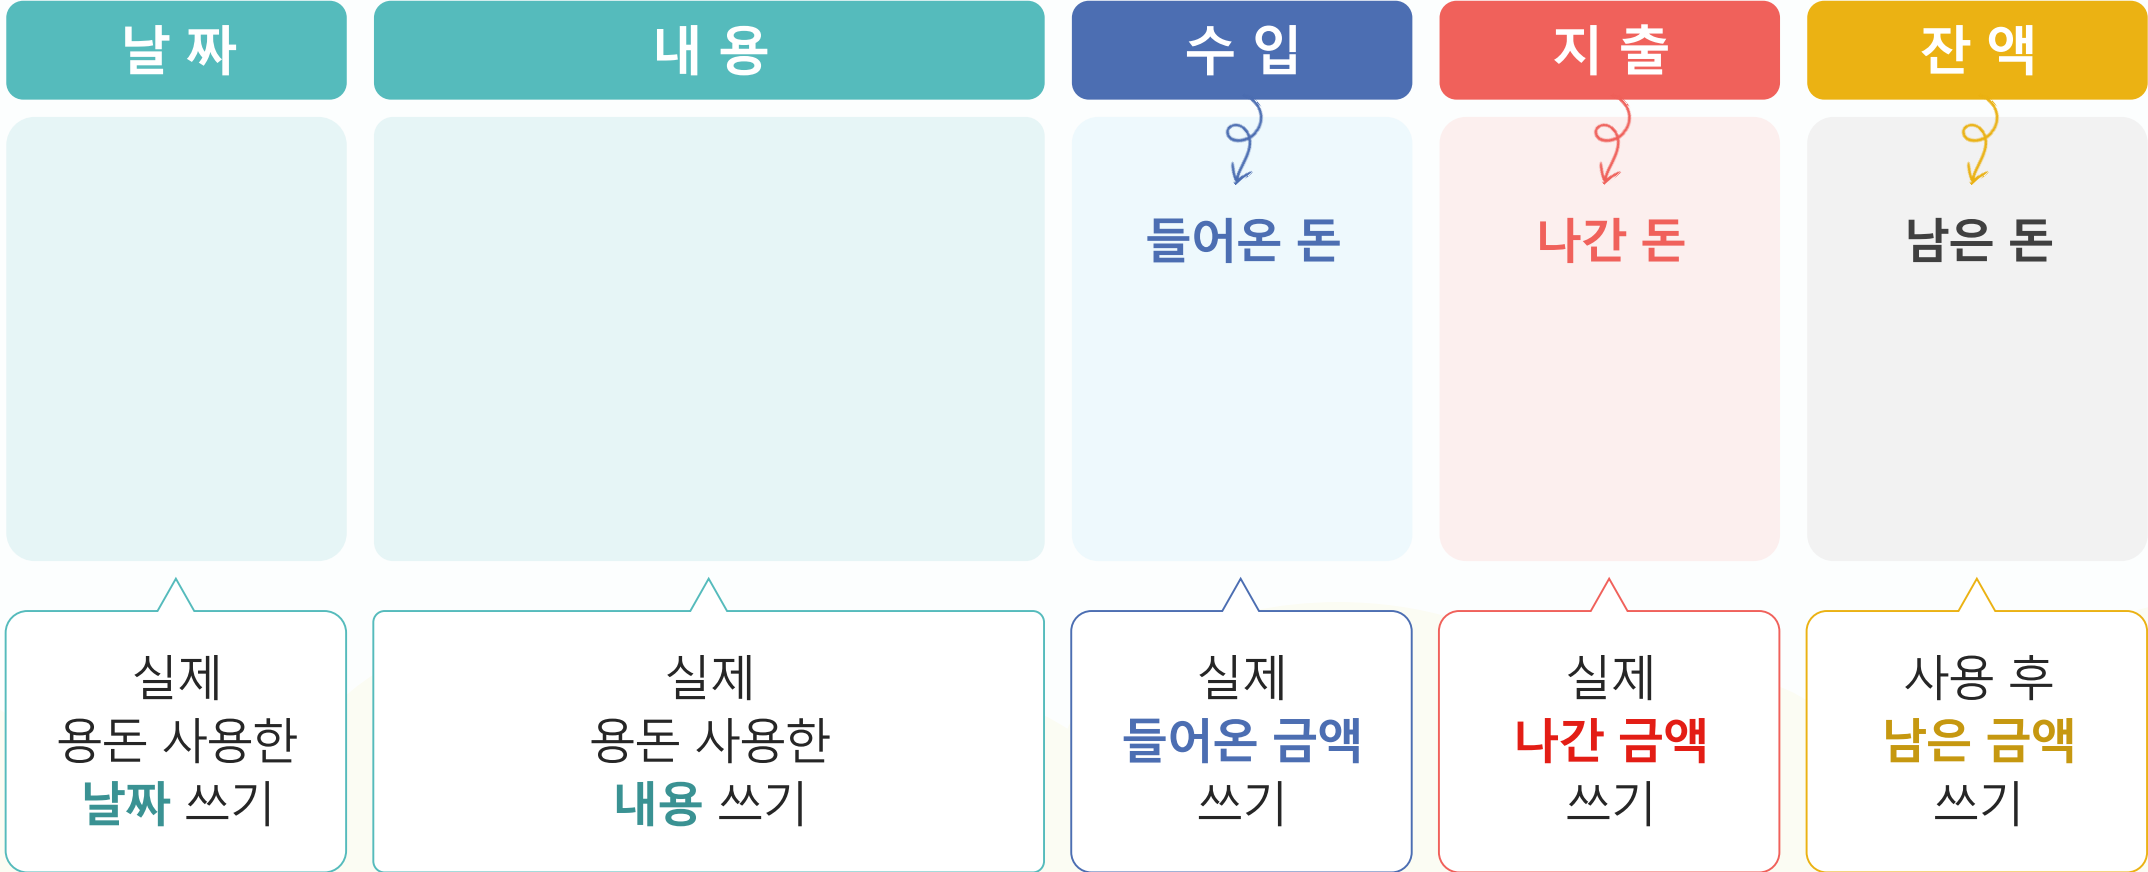 날 짜
내 용
수 입
지 출
잔 액
들어온 돈
나간 돈
남은 돈
실제
용돈 사용한
날짜 쓰기
실제
용돈 사용한
내용 쓰기
실제
들어온 금액
쓰기
실제
나간 금액
쓰기
사용 후
남은 금액
쓰기